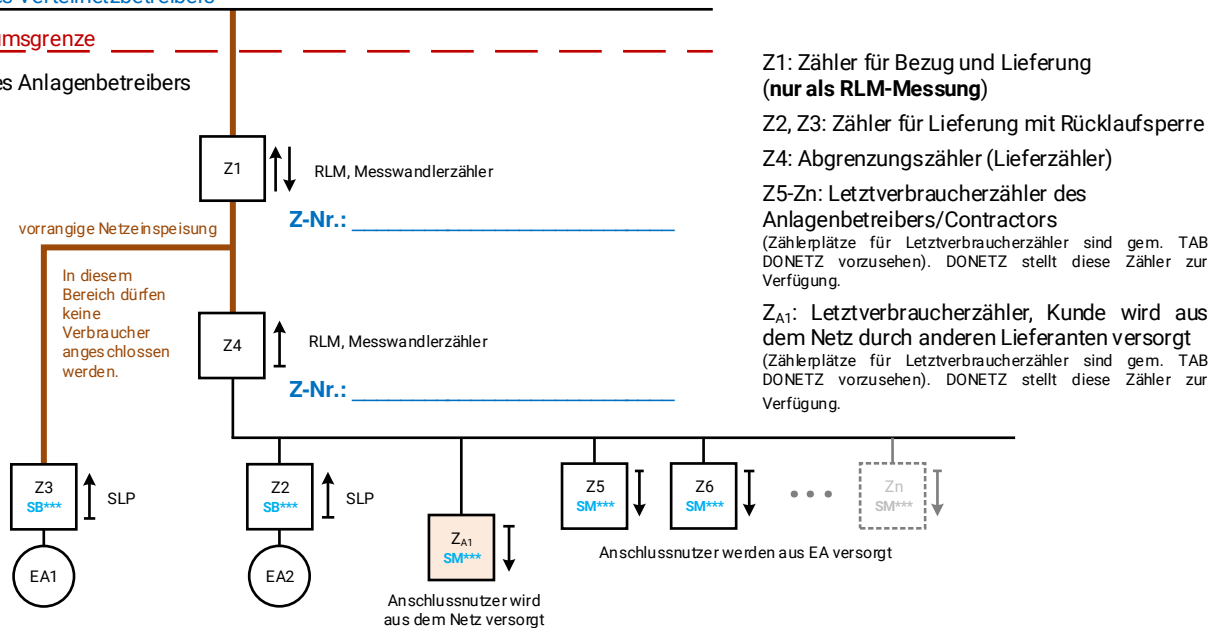 es Verteilnetzbetreibers
umsgrenze
es Anlagenbetreibers
Z1
RLM, Messwandlerzähler
Z-Nr.: ______________________________
vorrangige Netzeinspeisung
In diesem
Bereich dürfen
keine
Verbraucher
angeschlossen
werden.
Z4
RLM, Messwandlerzähler
Z-Nr.: ______________________________
Z3
SB***
SLP
EA1
Z2
SB***
SLP
EA2
ZA1
SM***
Anschlussnutzer wird
aus dem Netz versorgt
Z5
SM***
Z6
SM***
Zn
SM***
Anschlussnutzer werden aus EA versorgt
Z1: Zähler für Bezug und Lieferung
(nur als RLM-Messung)
Z2, Z3: Zähler für Lieferung mit Rücklaufsperre
Z4: Abgrenzungszähler (Lieferzähler)
Z5-Zn: Letztverbraucherzähler des
Anlagenbetreibers/Contractors
(Zählerplätze für Letztverbraucherzähler sind gem. TAB
DONETZ vorzusehen). DONETZ stellt diese Zähler zur
Verfügung.
ZA1: Letztverbraucherzähler, Kunde wird aus
dem Netz durch anderen Lieferanten versorgt
(Zählerplätze für Letztverbraucherzähler sind gem. TAB
DONETZ vorzusehen). DONETZ stellt diese Zähler zur
Verfügung.